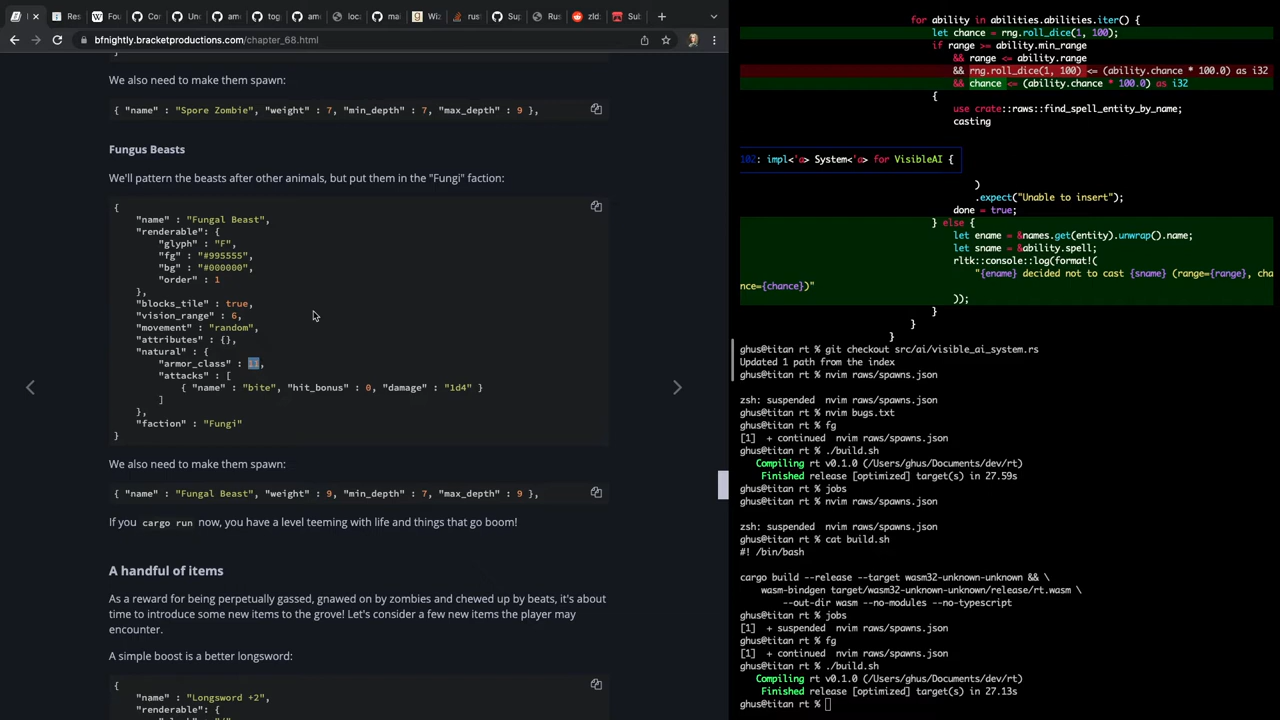 Res
Fou
Cor
Ui
am
tog
am
loca
mai
Wiz
rust
Sup
Rus
zld
Sub
bfnightly.bracketproductions.com/chapter_68.html
We also need to make them spawn:
{ "name" : "Spore Zombie", "weight" : 7, "min_depth" : 7, "max_depth" : 9 },
Fungus Beasts
We'll pattern the beasts after other animals, but put them in the "Fungi" faction:
{
"name" : "Fungal Beast",
"renderable": {
"glyph" : "F",
"fg" : "#995555",
"bg" : "#000000",
"order" : 1
},
"blocks_tile" : true,
"vision_range" : 6,
"movement" : "random",
"attributes" : {},
"natural" : {
"armor_class" : 11,
"attacks" : [
{ "name" : "bite", "hit_bonus" : 0, "damage" : "1d4" }
]
},
"faction" : "Fungi"
}
We also need to make them spawn:
{ "name" : "Fungal Beast", "weight" : 9, "min_depth" : 7, "max_depth" : 9 },
If you cargo run now, you have a level teeming with life and things that go boom!
A handful of items
As a reward for being perpetually gassed, gnawed on by zombies and chewed up by beats, it's about
time to introduce some new items to the grove! Let's consider a few new items the player may
encounter.
A simple boost is a better longsword:
{
"name" : "Longsword +2",
"renderable": {
for ability in abilities.abilities.iter() {
let chance = rng.roll_dice(1, 100);
if range >= ability.min_range
&& range <= ability.range
&& rng.roll_dice(1, 100) <= (ability.chance * 100.0) as i32
&& chance <= (ability.chance * 100.0) as i32
{
use crate::raws::find_spell_entity_by_name;
casting
102: impl<'a> System<'a> for VisibleAI {
)
.expect("Unable to insert");
done = true;
} else {
let ename = &names.get(entity).unwrap().name;
let sname = &ability.spell;
rltk::console::log(format!(
"{ename} decided not to cast {sname} (range={range}, cha
nce={chance})"
));
}
}
}
ghus@titan rt % git checkout src/ai/visible_ai_system.rs
Updated 1 path from the index
ghus@titan rt % nvim raws/spawns.json
zsh: suspended  nvim raws/spawns.json
ghus@titan rt % nvim bugs.txt
ghus@titan rt % fg
[1]  + continued  nvim raws/spawns.json
ghus@titan rt % ./build.sh
Compiling rt v0.1.0 (/Users/ghus/Documents/dev/rt)
Finished release [optimized] target(s) in 27.59s
ghus@titan rt % jobs
ghus@titan rt % nvim raws/spawns.json
zsh: suspended  nvim raws/spawns.json
ghus@titan rt % cat build.sh
#! /bin/bash
cargo build --release --target wasm32-unknown-unknown && \
wasm-bindgen target/wasm32-unknown-unknown/release/rt.wasm \
--out-dir wasm --no-modules --no-typescript
ghus@titan rt % jobs
[1]  + suspended  nvim raws/spawns.json
ghus@titan rt % fg
[1]  + continued  nvim raws/spawns.json
ghus@titan rt % ./build.sh
Compiling rt v0.1.0 (/Users/ghus/Documents/dev/rt)
Finished release [optimized] target(s) in 27.13s
ghus@titan rt %